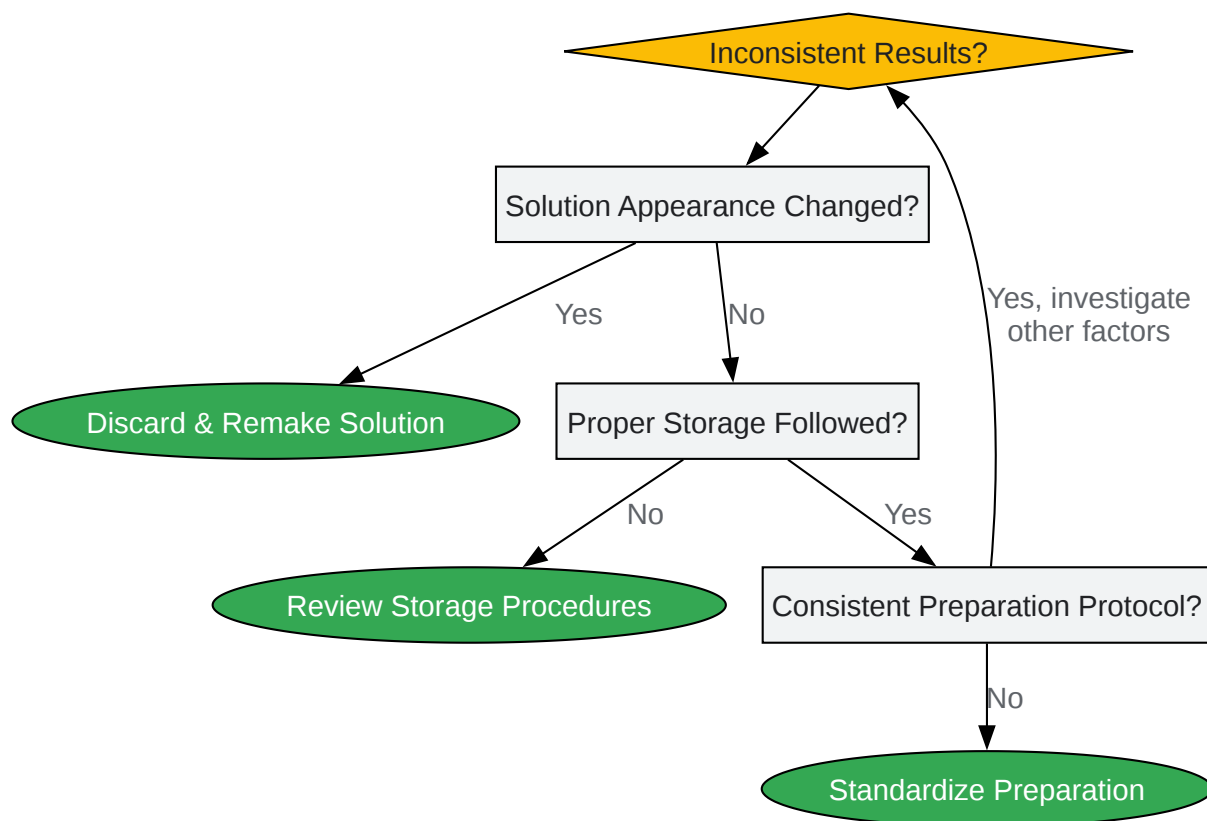 Inconsistent Results?
Solution Appearance Changed?
Yes
No
Yes, investigate
other factors
Discard & Remake Solution
Proper Storage Followed?
No
Yes
Review Storage Procedures
Consistent Preparation Protocol?
No
Standardize Preparation